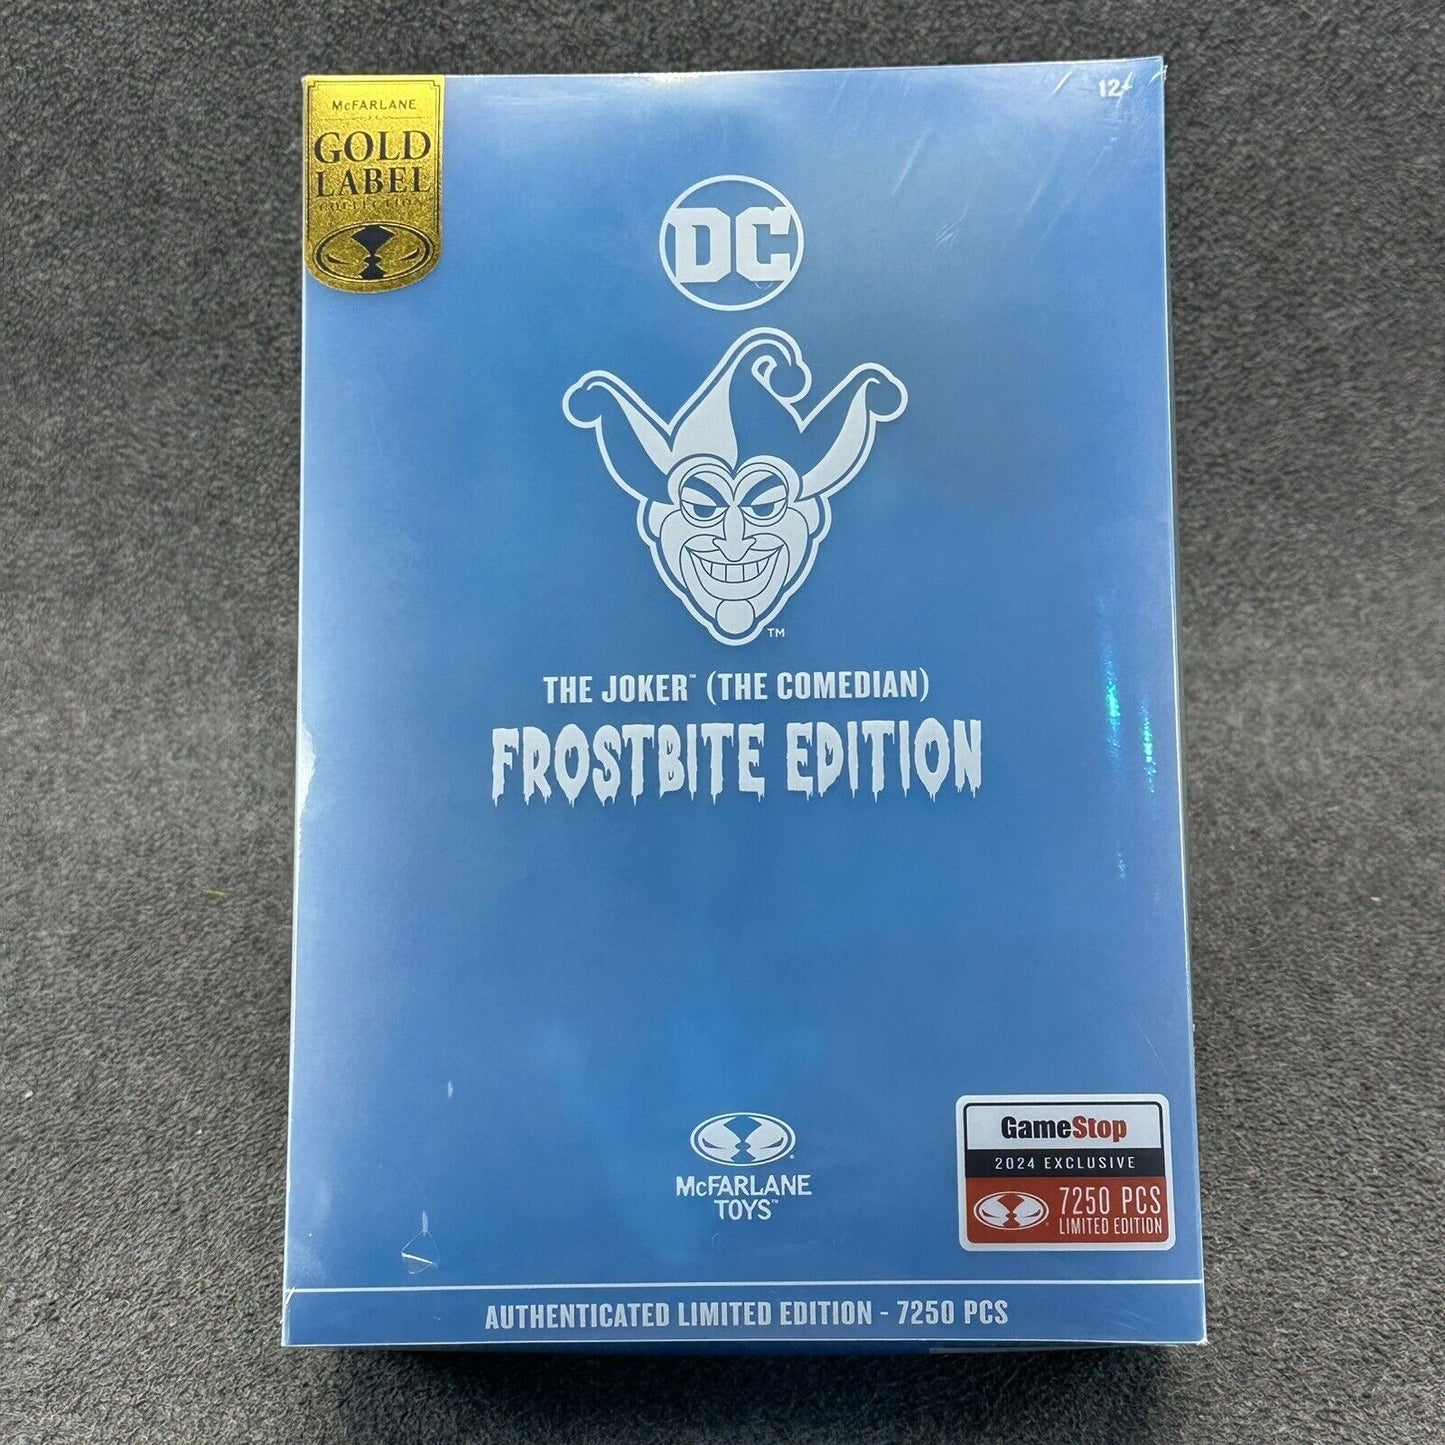 McFARLANE
GOLD
LABEL
COLLECTION
12+
DC
TM
THE JOKER™ (THE COMEDIAN)
FROSTBITE EDITION
McFARLANE
TOYS™
GameStop
2024 EXCLUSIVE
7250 PCS
LIMITED EDITION
AUTHENTICATED LIMITED EDITION - 7250 PCS